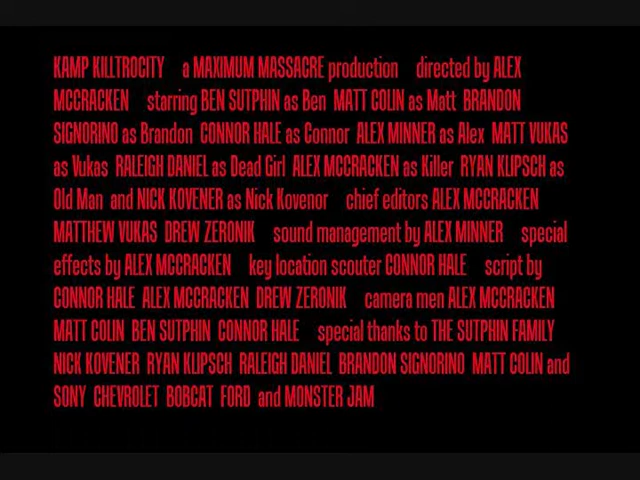 KAMP KILLTROCITY a MAXIMUM MASSACRE production directed by ALEX
MCCRACKEN starring BEN SUTPHIN as Ben MATT COLIN as Matt BRANDON
SIGNORINO as Brandon CONNOR HALE as Connor ALEX MINNER as Alex MATT VUKAS
as Vukas RALEIGH DANIEL as Dead Girl ALEX MCCRACKEN as Killer RYAN KLIPSCH as
Old Man and NICK KOVENER as Nick Kovenor chief editors ALEX MCCRACKEN
MATTHEW VUKAS DREW ZERONIK sound management by ALEX MINNER special
effects by ALEX MCCRACKEN key location scouter CONNOR HALE script by
CONNOR HALE ALEX MCCRACKEN DREW ZERONIK camera men ALEX MCCRACKEN
MATT COLIN BEN SUTPHIN CONNOR HALE special thanks to THE SUTPHIN FAMILY
NICK KOVENER RYAN KLIPSCH RALEIGH DANIEL BRANDON SIGNORINO MATT COLIN and
SONY CHEVROLET BOBCAT FORD and MONSTER JAM